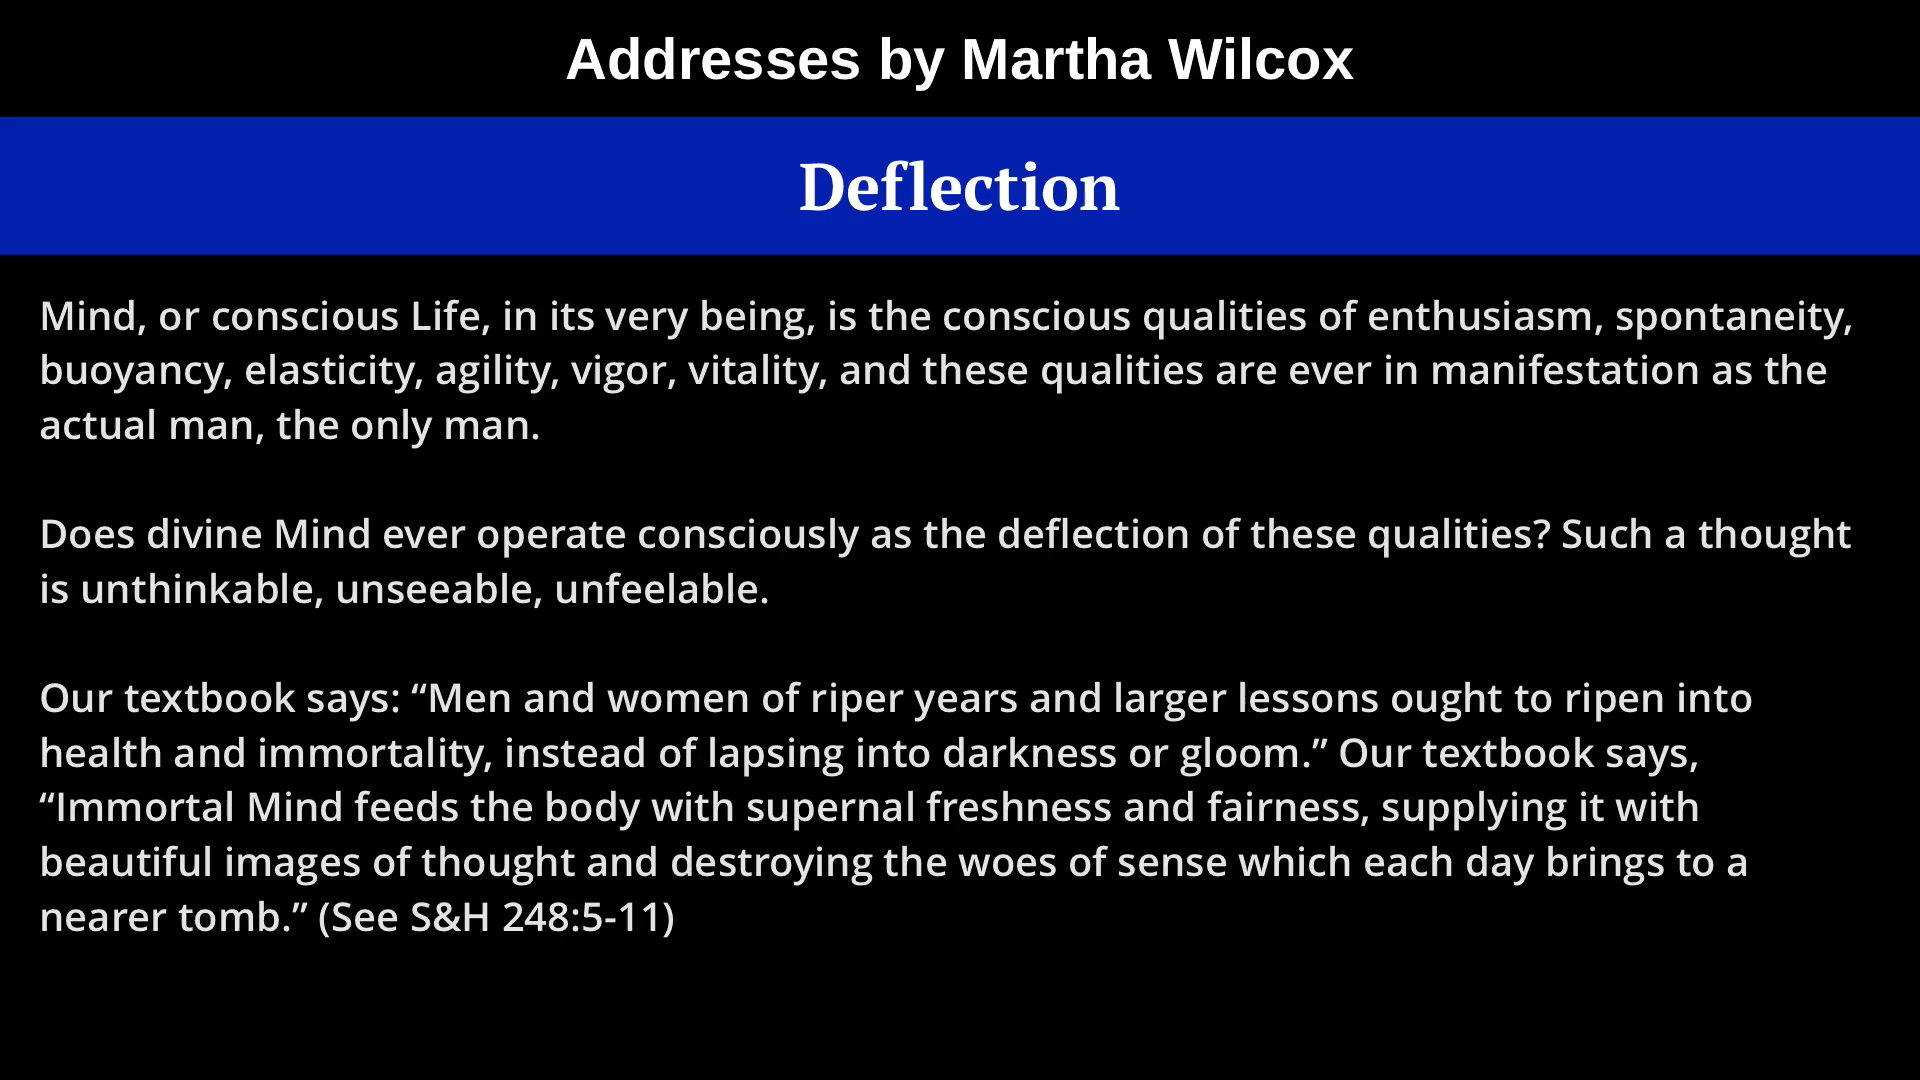 Addresses by Martha Wilcox
Deflection
Mind, or conscious Life, in its very being, is the conscious qualities of enthusiasm, spontaneity,
buoyancy, elasticity, agility, vigor, vitality, and these qualities are ever in manifestation as the
actual man, the only man.
Does divine Mind ever operate consciously as the deflection of these qualities? Such a thought
is unthinkable, unseeable, unfeelable.
Our textbook says: “Men and women of riper years and larger lessons ought to ripen into
health and immortality, instead of lapsing into darkness or gloom.” Our textbook says,
“Immortal Mind feeds the body with supernal freshness and fairness, supplying it with
beautiful images of thought and destroying the woes of sense which each day brings to a
nearer tomb.” (See S&H 248:5-11)